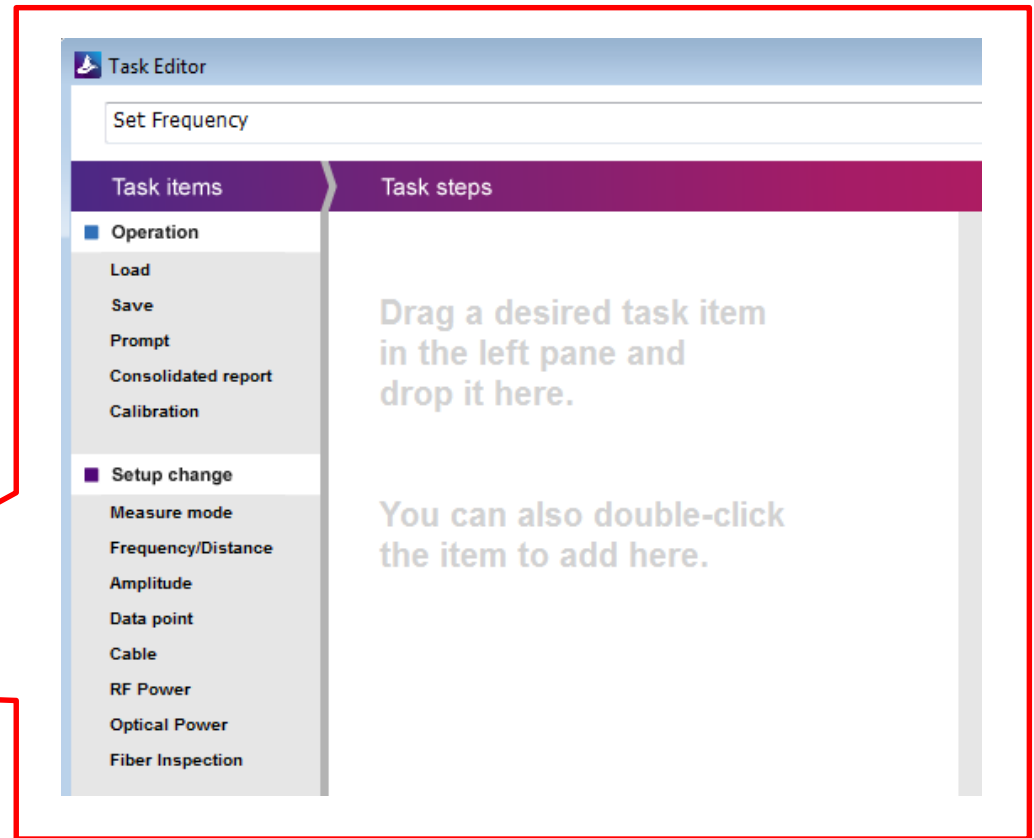 Task Editor
Set Frequency
Task items
Task steps
Operation
Load
Save
Prompt
Consolidated report
Calibration
Setup change
Measure mode
Frequency/Distance
Amplitude
Data point
Cable
RF Power
Optical Power
Fiber Inspection
Drag a desired task item
in the left pane and
drop it here.
You can also double-click
the item to add here.